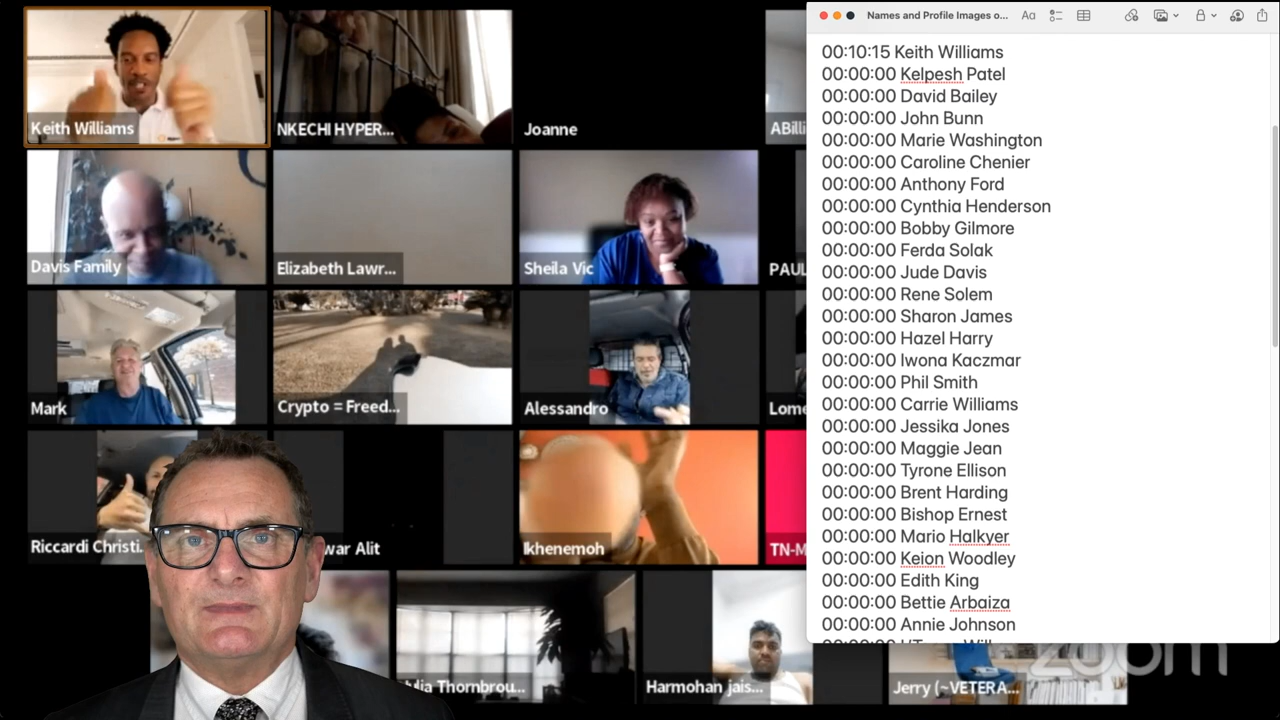 Keith Williams
NKECHI HYPER...
Joanne
ABilli
Davis Family
Elizabeth Lawr...
Sheila Vic
PAUL
Mark
Crypto = Freed...
Alessandro
Lome
Riccardi Christi.
war Alit
Ikhenemoh
TN-M
ulia Thornbrou...
Harmohan jais...
Jerry (~VETERA...
zoom
Names and Profile Images o...
Aa
00:10:15 Keith Williams
00:00:00 Kelpesh Patel
00:00:00 David Bailey
00:00:00 John Bunn
00:00:00 Marie Washington
00:00:00 Caroline Chenier
00:00:00 Anthony Ford
00:00:00 Cynthia Henderson
00:00:00 Bobby Gilmore
00:00:00 Ferda Solak
00:00:00 Jude Davis
00:00:00 Rene Solem
00:00:00 Sharon James
00:00:00 Hazel Harry
00:00:00 Iwona Kaczmar
00:00:00 Phil Smith
00:00:00 Carrie Williams
00:00:00 Jessika Jones
00:00:00 Maggie Jean
00:00:00 Tyrone Ellison
00:00:00 Brent Harding
00:00:00 Bishop Ernest
00:00:00 Mario Halkyer
00:00:00 Keion Woodley
00:00:00 Edith King
00:00:00 Bettie Arbaiza
00:00:00 Annie Johnson